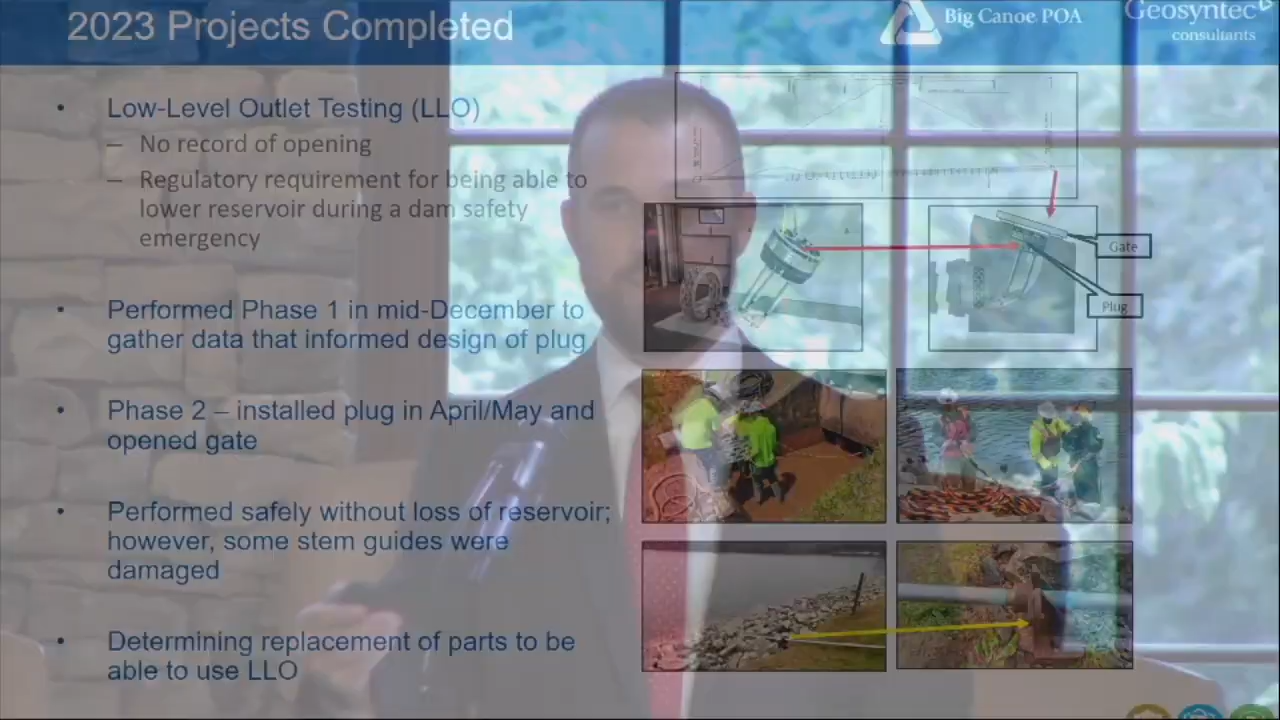 2023 Projects Completed
Big Canoe POA
Geosyntec
consultants
• Low-Level Outlet Testing (LLO)
– No record of opening
– Regulatory requirement for being able to
lower reservoir during a dam safety
emergency
• Performed Phase 1 in mid-December to
gather data that informed design of plug
• Phase 2 – installed plug in April/May and
opened gate
• Performed safely without loss of reservoir;
however, some stem guides were
damaged
• Determining replacement of parts to be
able to use LLO
Gate
Plug